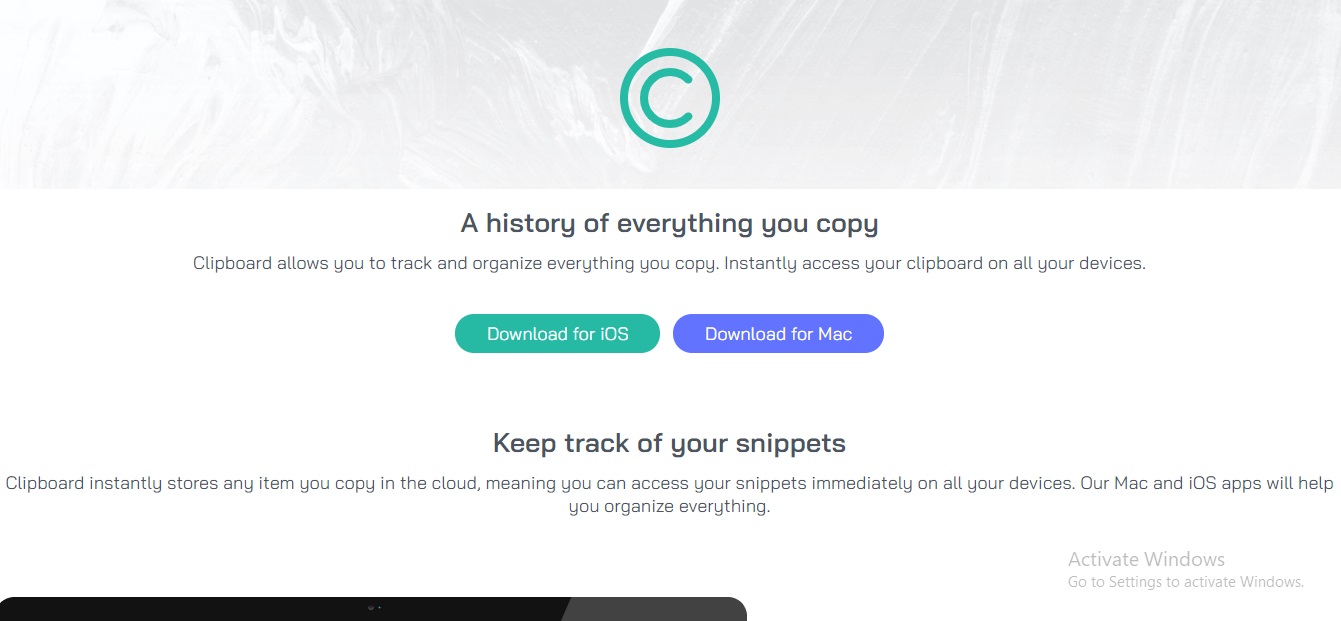 A history of everything you copy
Clipboard allows you to track and organize everything you copy. Instantly access your clipboard on all your devices.
Download for iOS
Download for Mac
Keep track of your snippets
Clipboard instantly stores any item you copy in the cloud, meaning you can access your snippets immediately on all your devices. Our Mac and iOS apps will help
you organize everything.
Activate Windows
Go to Settings to activate Windows.